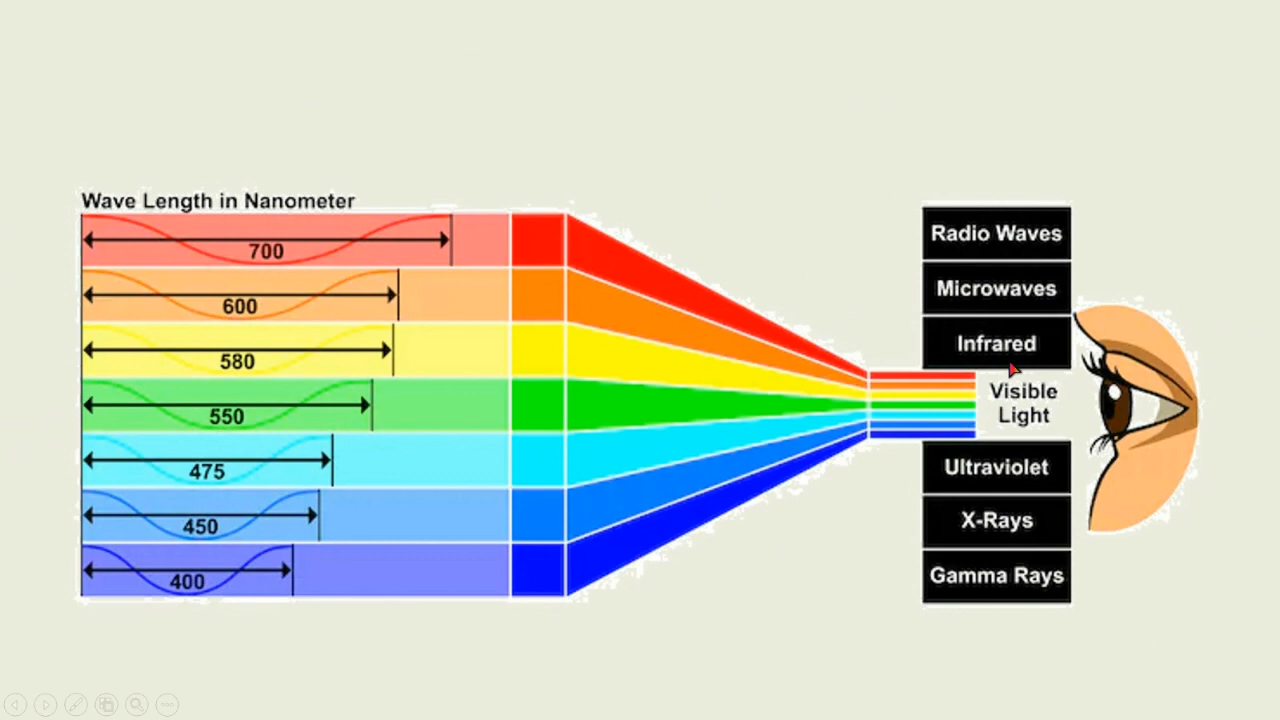 Wave Length in Nanometer
700
600
580
550
475
450
400
Radio Waves
Microwaves
Infrared
Visible
Light
Ultraviolet
X-Rays
Gamma Rays